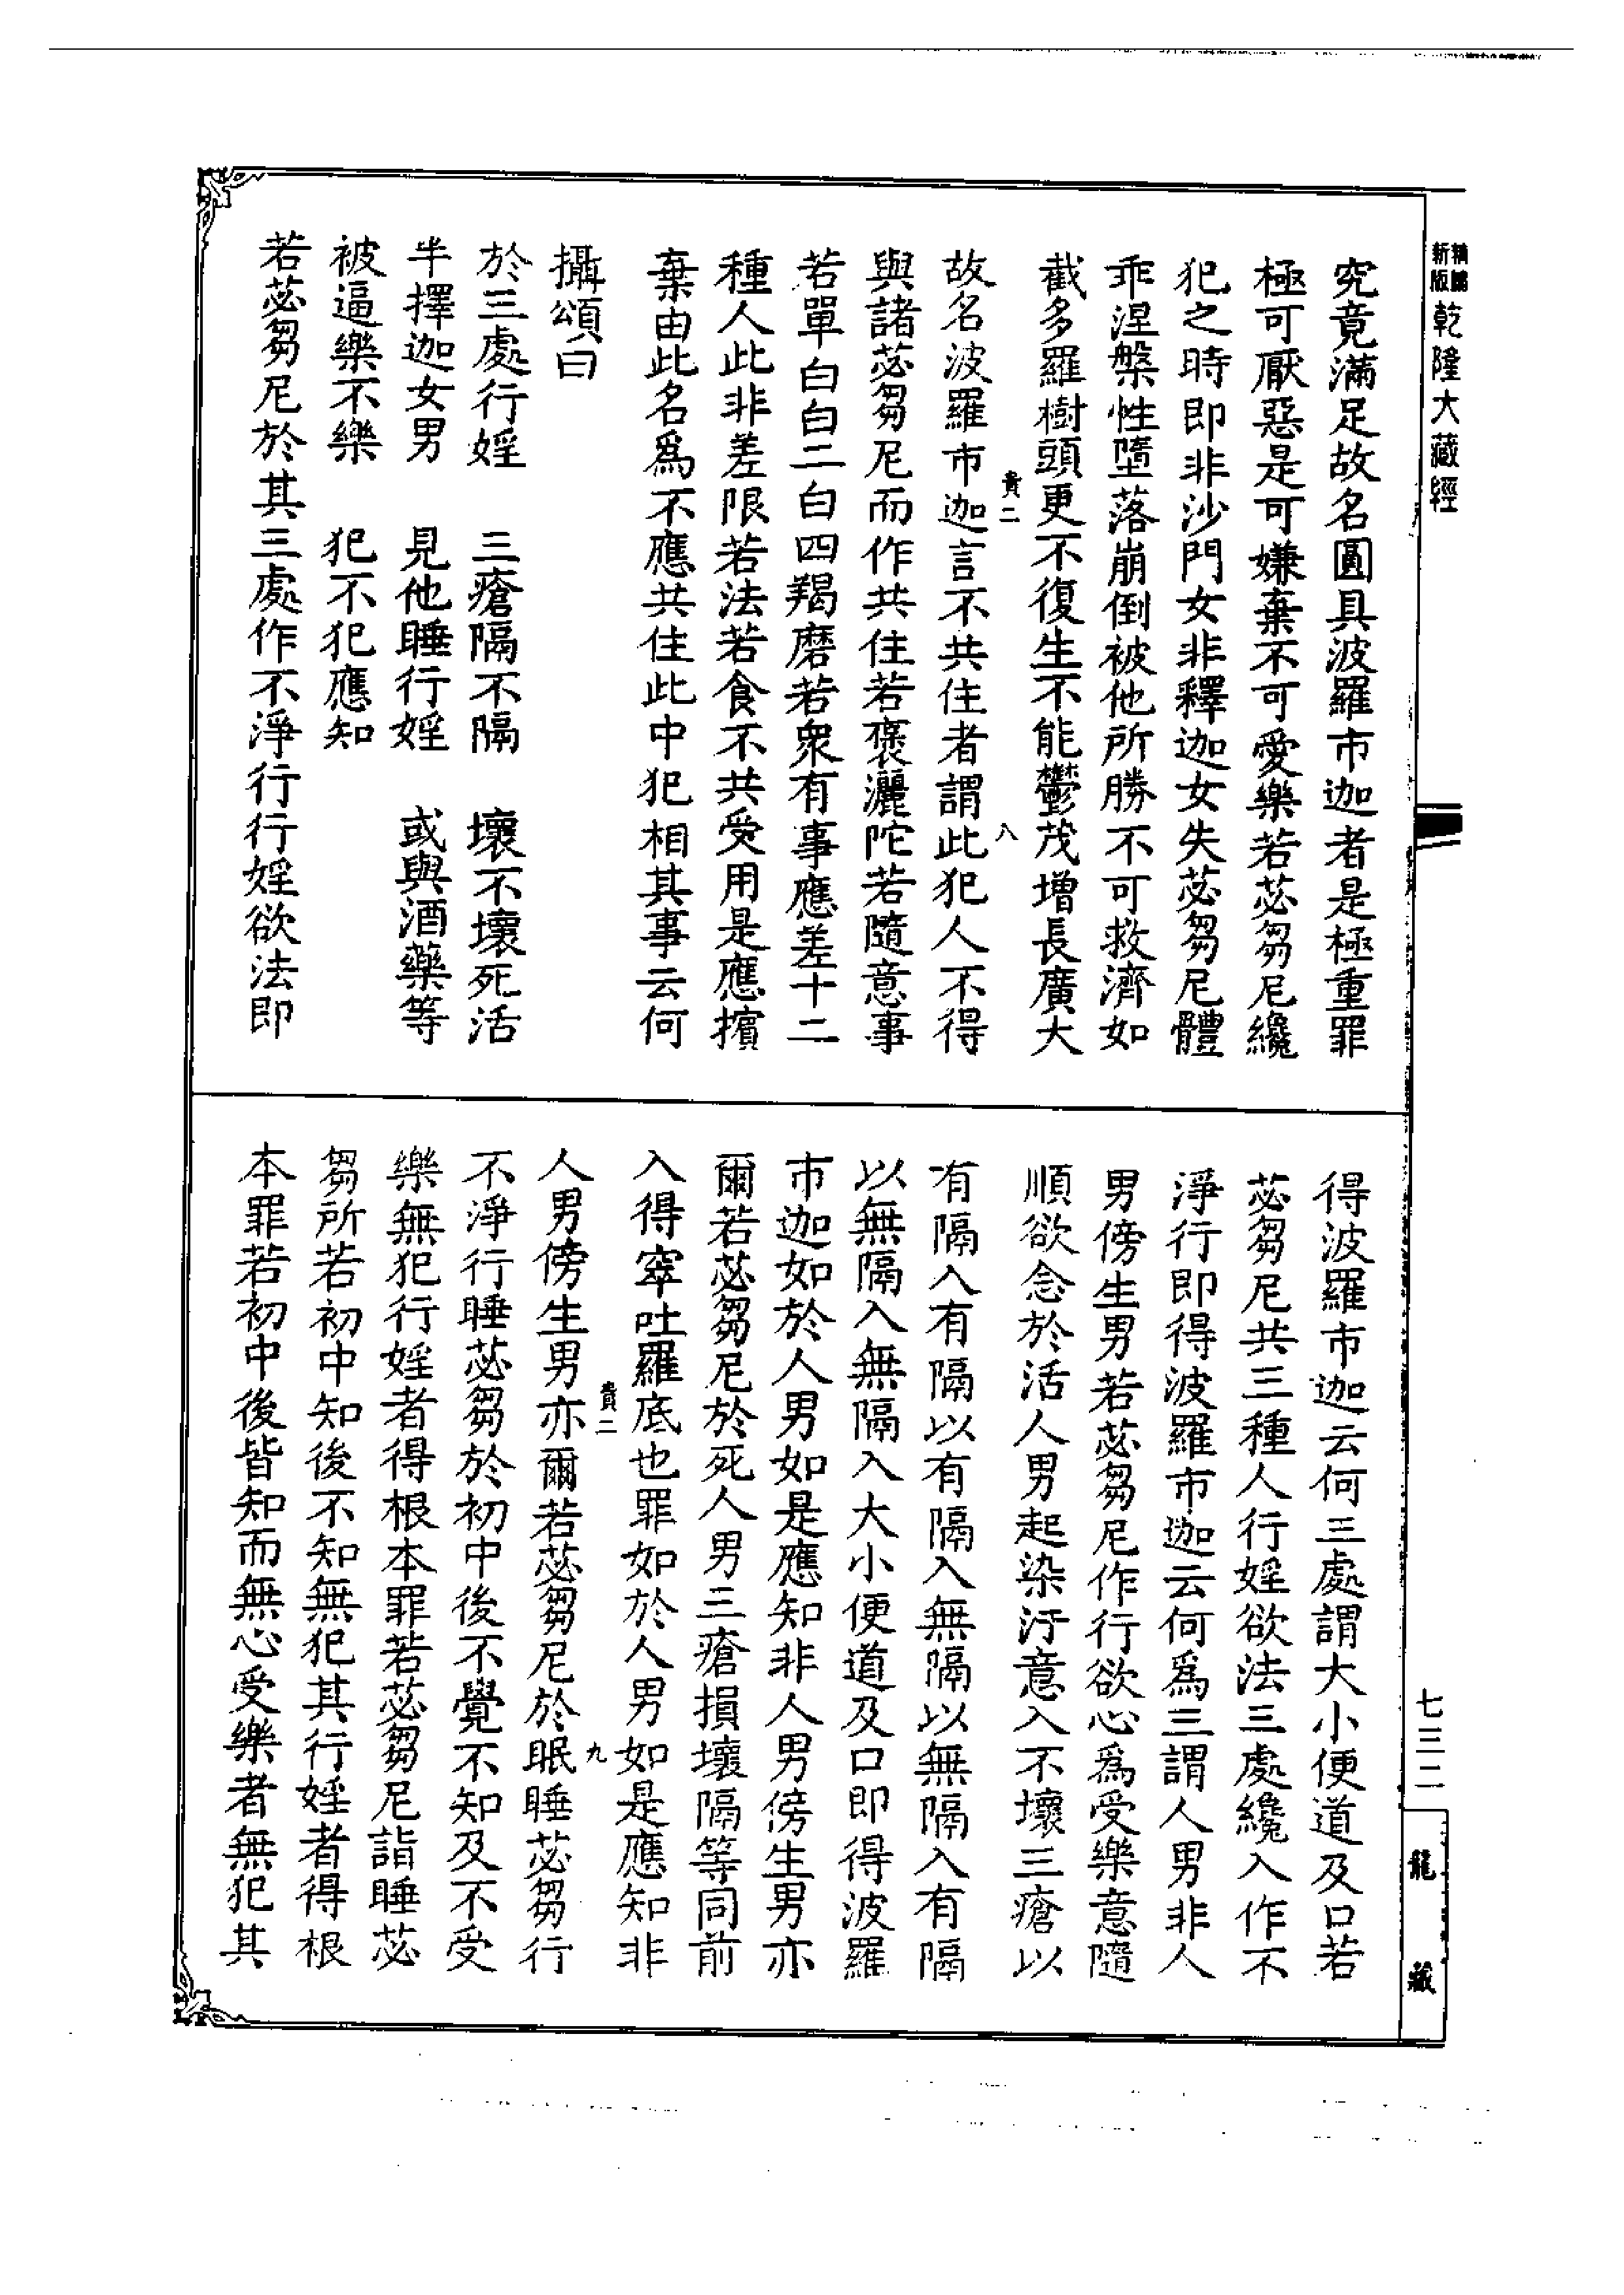 新版
精縮
乾隆大藏經
七三二
龍藏
究竟滿足故名圓具波羅市迦者是極重罪
極可厭惡是可嫌棄不可愛樂若苾芻尼纔
犯之時即非沙門女非釋迦女失苾芻尼體
乖涅槃性墮落崩倒被他所勝不可救濟如
截多羅樹頭更不復生不能鬱茂增長廣大
貴二
八
故名波羅市迦言不共住者謂此犯人不得
與諸苾芻尼而作共住若褒灑陀若隨意事
若單白白二白四羯磨若衆有事應差十二
種人此非差限若法若食不共受用是應擯
棄由此名爲不應共住此中犯相其事云何
攝頌曰
於三處行婬 三瘡隔不隔 壞不壞死活
半擇迦女男 見他睡行婬 或與酒藥等
被逼樂不樂 犯不犯應知
若苾芻尼於其三處作不淨行行婬欲法即
得波羅市迦云何三處謂大小便道及口若
苾芻尼共三種人行婬欲法三處纔入作不
淨行即得波羅市迦云何爲三謂人男非人
男傍生男若苾芻尼作行欲心爲受樂意隨
順欲念於活人男起染汙意入不壞三瘡以
有隔入有隔以有隔入無隔以無隔入有隔
以無隔入無隔入大小便道及口即得波羅
市迦如於人男如是應知非人男傍生男亦
爾若苾芻尼於死人男三瘡損壞隔等同前
入得窣吐羅底也罪如於人男如是應知非
貴二
九
人男傍生男亦爾若苾芻尼於眠睡苾芻行
不淨行睡苾芻於初中後不覺不知及不受
樂無犯行婬者得根本罪若苾芻尼詣睡苾
芻所若初中知後不知無犯其行婬者得根
本罪若初中後皆知而無心受樂者無犯其